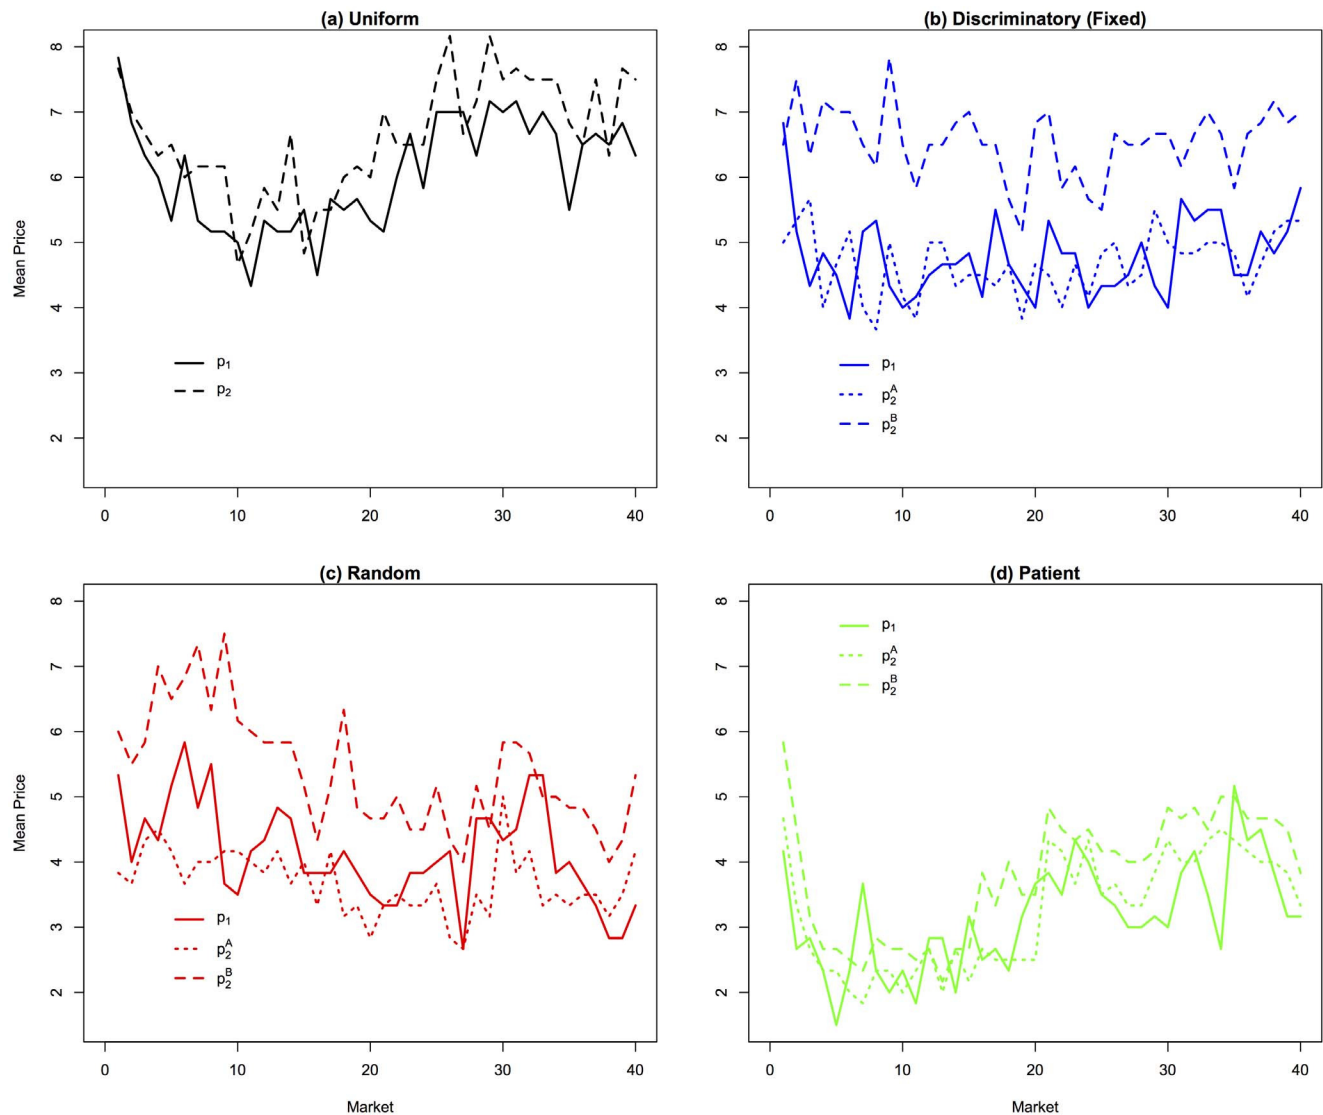 (a) Uniform
Mean Price
8
7
6
5
4
3
2
p1
p2
0 10 20 30 40
(b) Discriminatory (Fixed)
8
7
6
5
4
3
2
p1
p2A
p2B
0 10 20 30 40
(c) Random
Mean Price
8
7
6
5
4
3
2
p1
p2A
p2B
0 10 20 30 40
Market
(d) Patient
8
7
6
5
4
3
2
p1
p2A
p2B
0 10 20 30 40
Market